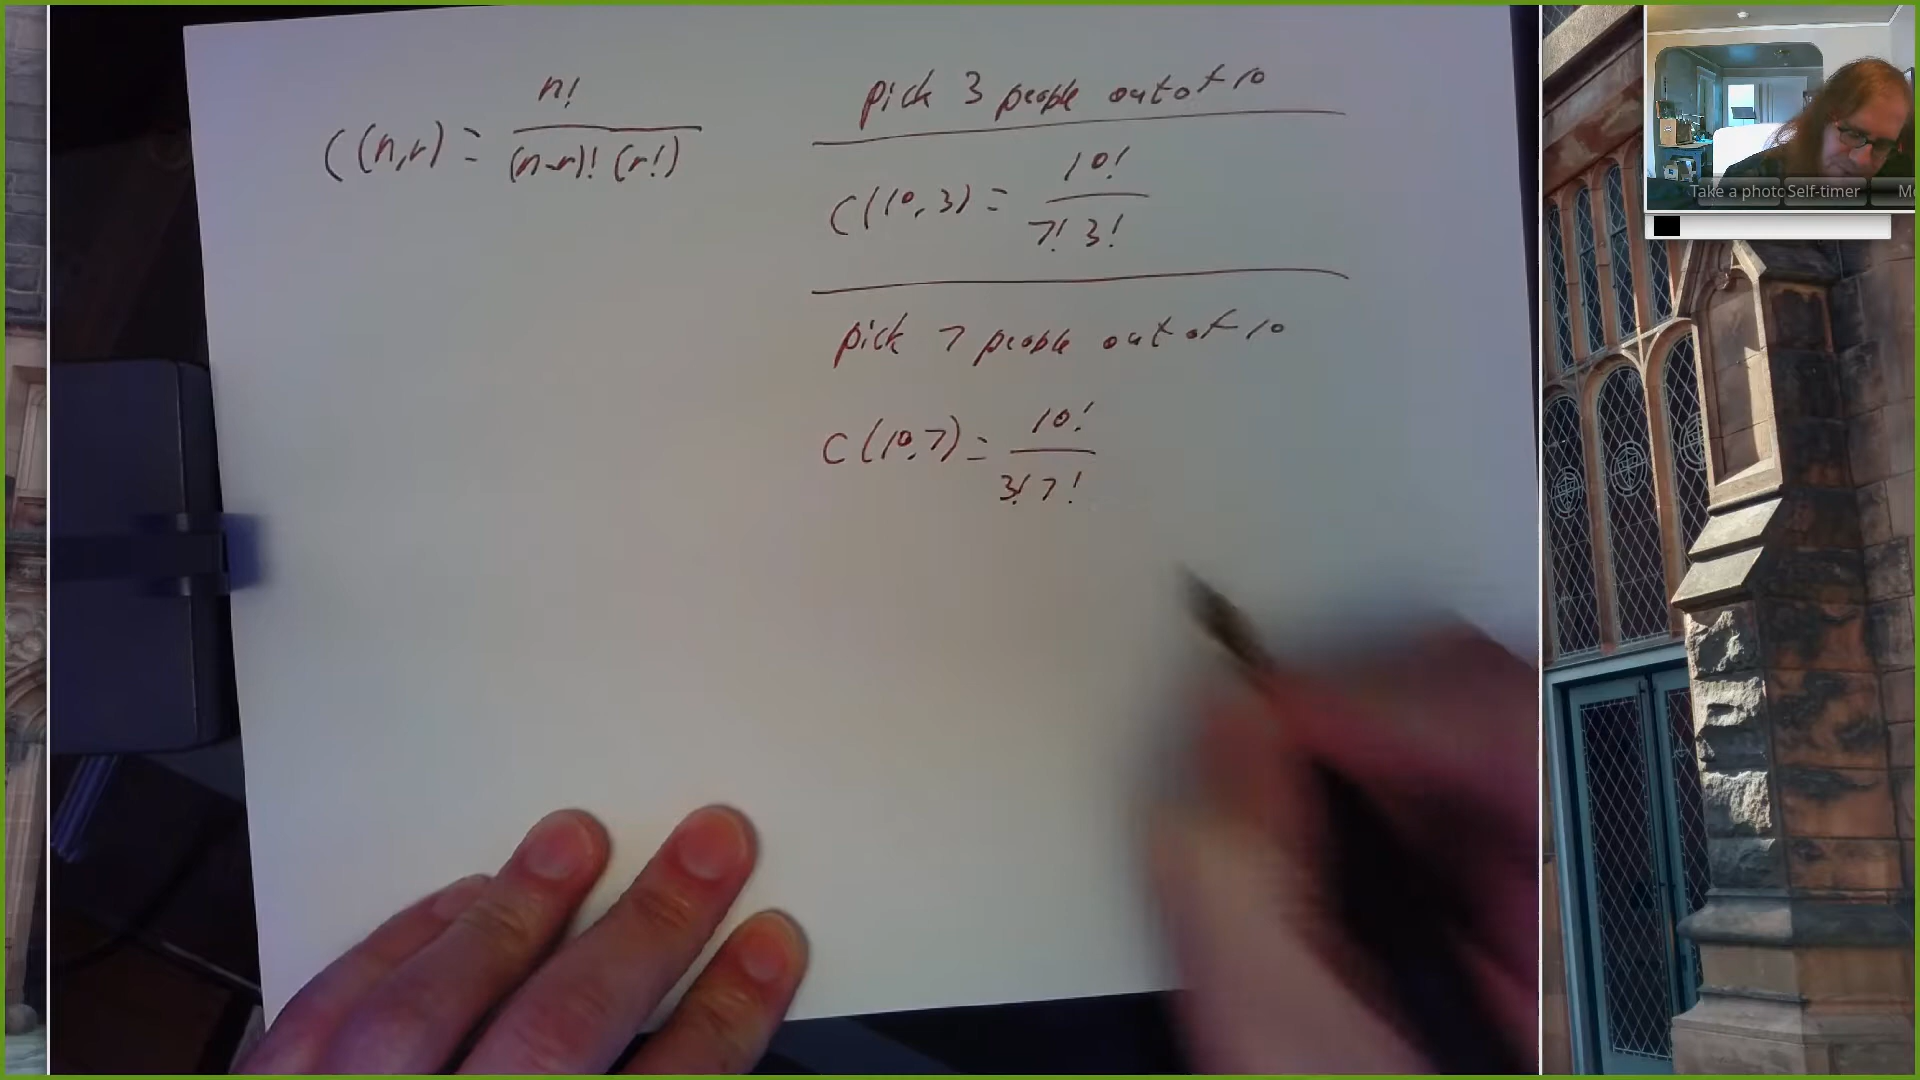 C(n,r) = n! / (n-r)! (r!)
pick 3 people out of 10
C(10,3) = 10! / 7! 3!
pick 7 people out of 10
C(10,7) = 10! / 3! 7!
Take a photo Self-timer